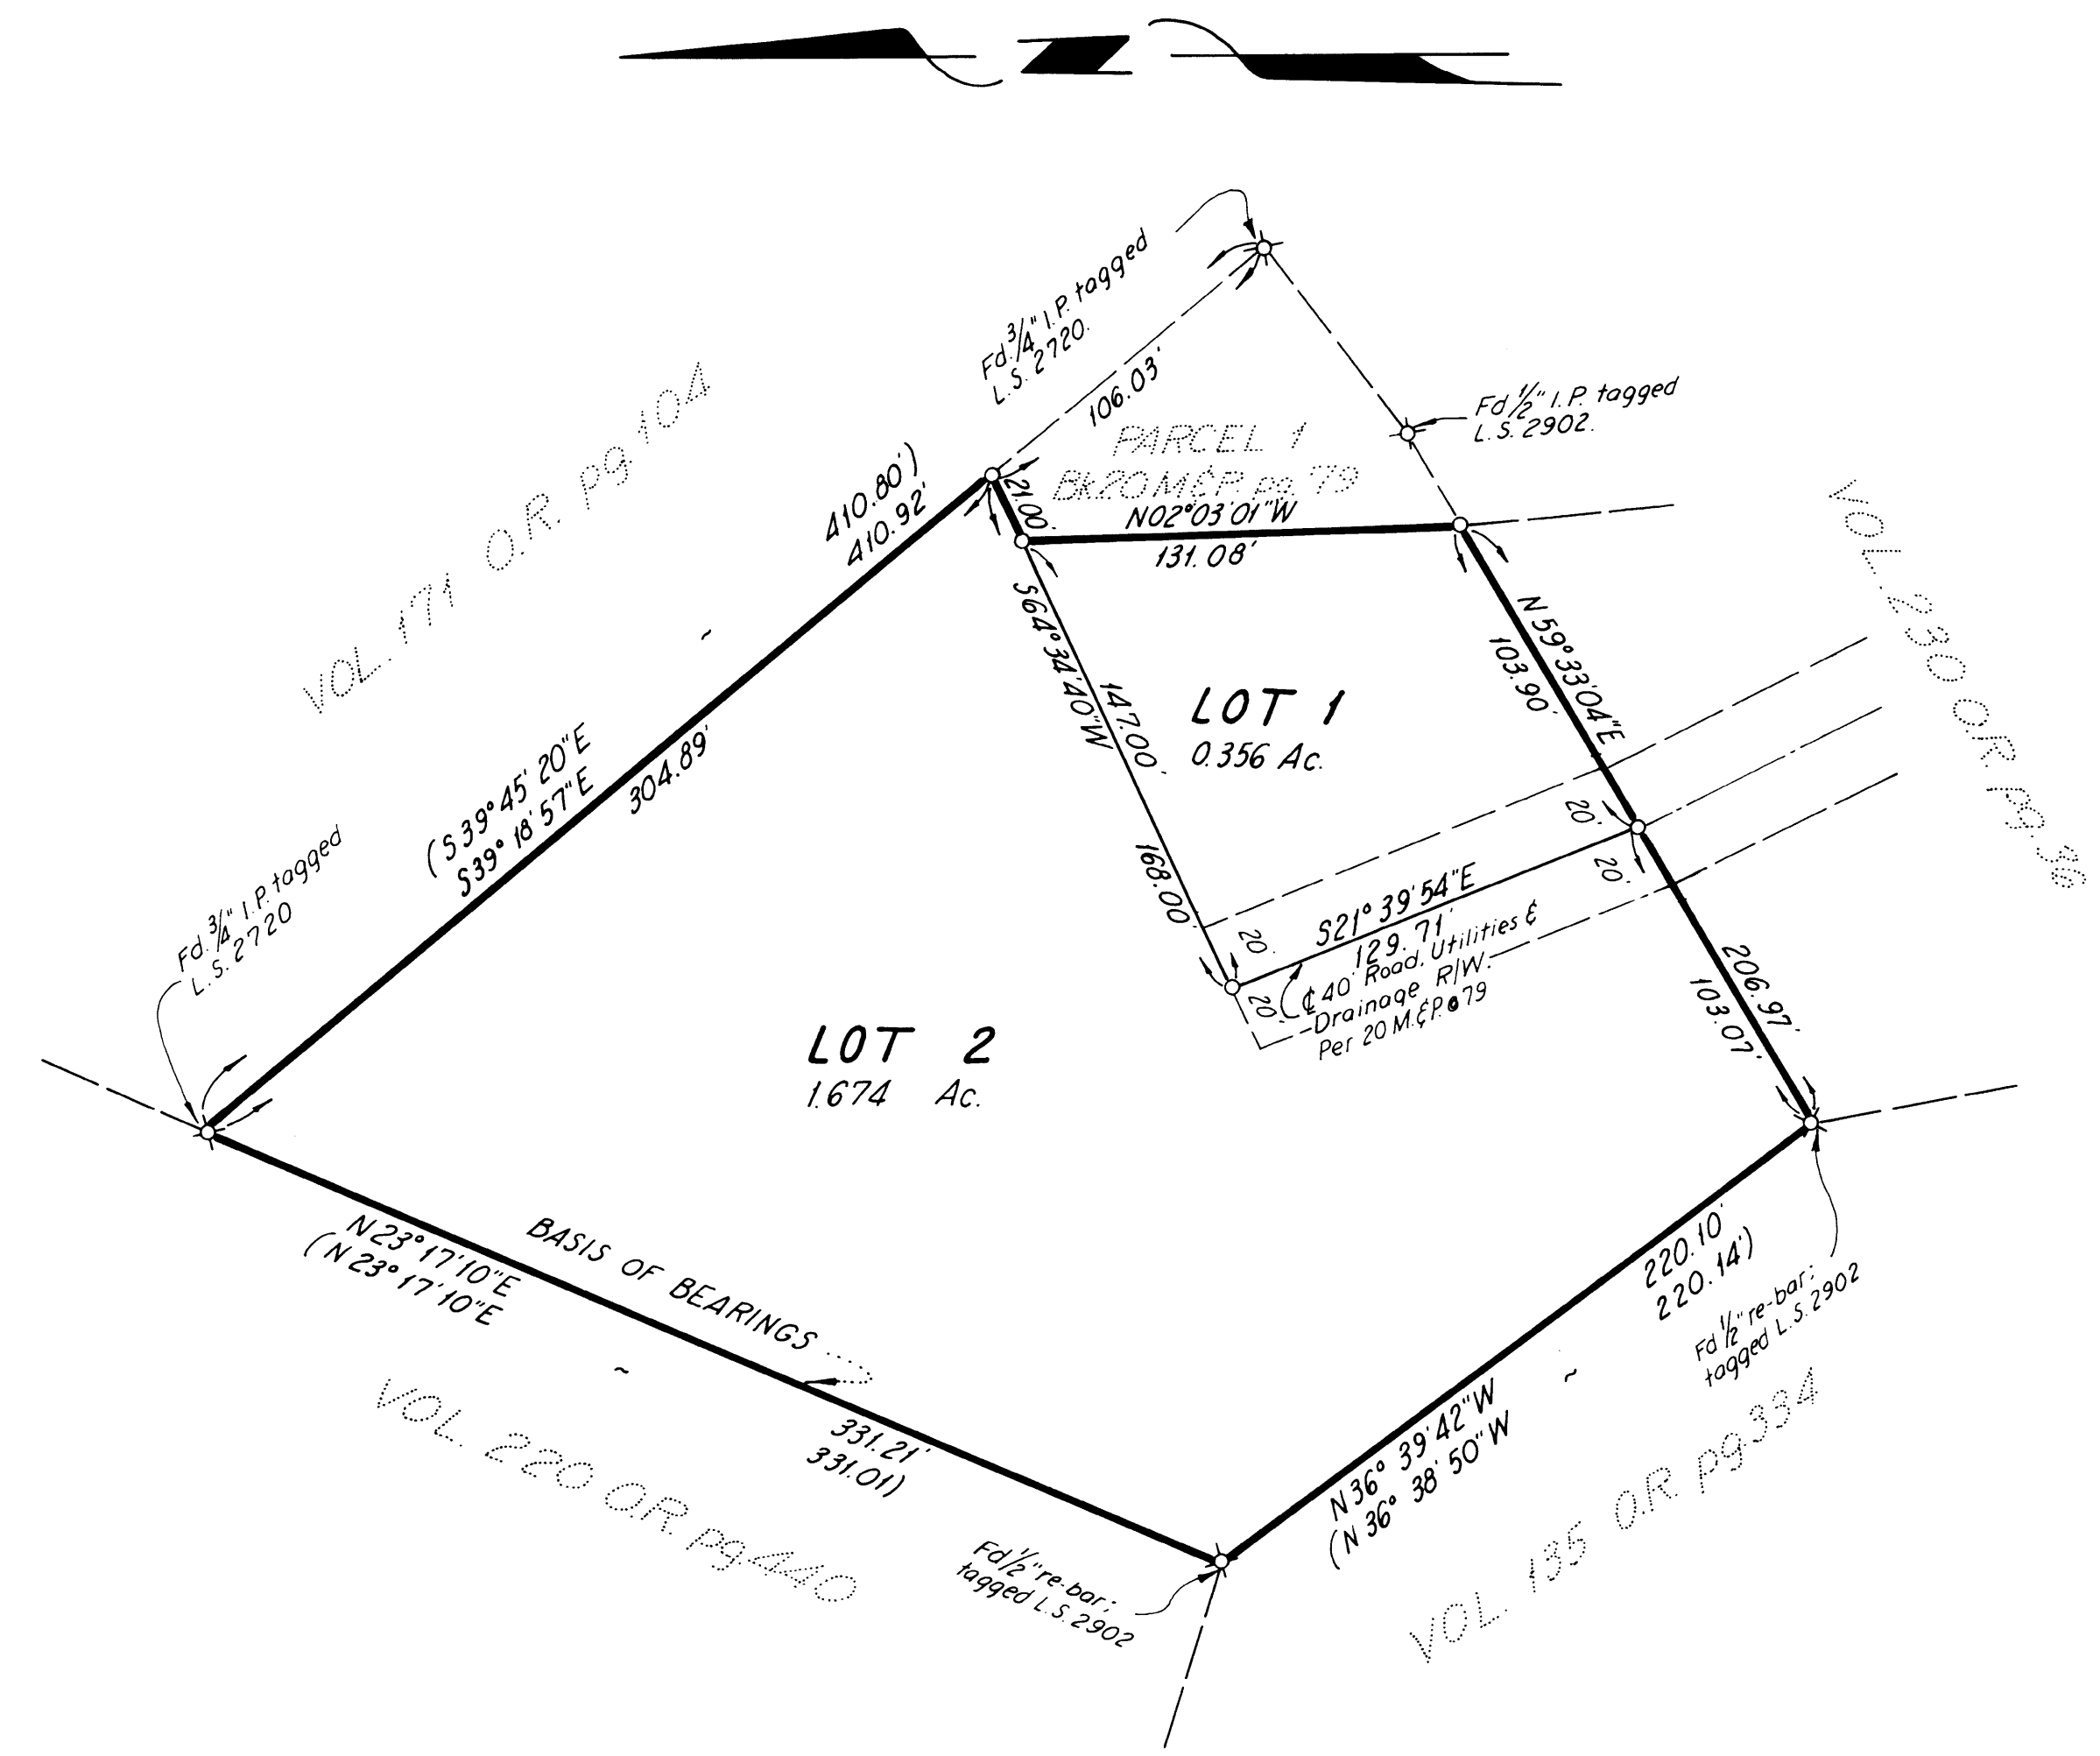 Z
Fd. 3/4" I.P. tagged
L.S. 2720.
106.03'
Fd 1/2" I.P. tagged
L.S. 2902.
PARCEL 1
Bk.20 M.&P. pg. 79
VOL. 171 O.R. pg 104
410.80')
410.92'
21.00'
N02°03'01"W
131.08'
VOL. 230 O.R. pg. 36
N59°33'04"E
103.90'
S64°34'40"W
147.00'
168.00'
LOT 1
0.356 Ac.
(S39°45'20"E
S39°18'57"E
304.89'
Fd. 3/4" I.P. tagged
L.S. 2720
20'
20'
S21°39'54"E
129.71'
20'
20'
℄ 40' Road, Utilities &
Drainage R/W.
Per 20 M.&P. 79
206.97'
103.07'
LOT 2
1.674 Ac.
N23°17'10"E
(N23°17'10"E
BASIS OF BEARINGS
331.21'
331.01)
VOL. 220 O.R. pg. 440
220.10'
220.14')
Fd 1/2" re-bar;
tagged L.S. 2902
N36°39'42"W
(N36°38'50"W
Fd 1/2" re-bar;
tagged L.S. 2902
VOL. 135 O.R. pg 334